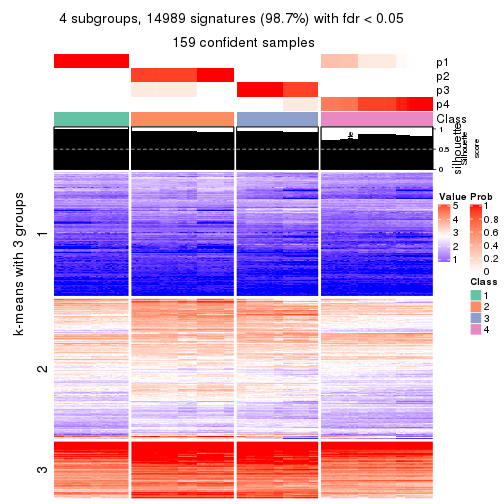 4 subgroups, 14989 signatures (98.7%) with fdr < 0.05
159 confident samples
p1
p2
p3
p4
Class
silhouette
Silhouette
score
1
0.5
0
k-means with 3 groups
1
2
3
Value
5
4
3
2
1
Prob
1
0.8
0.6
0.4
0.2
0
Class
1
2
3
4